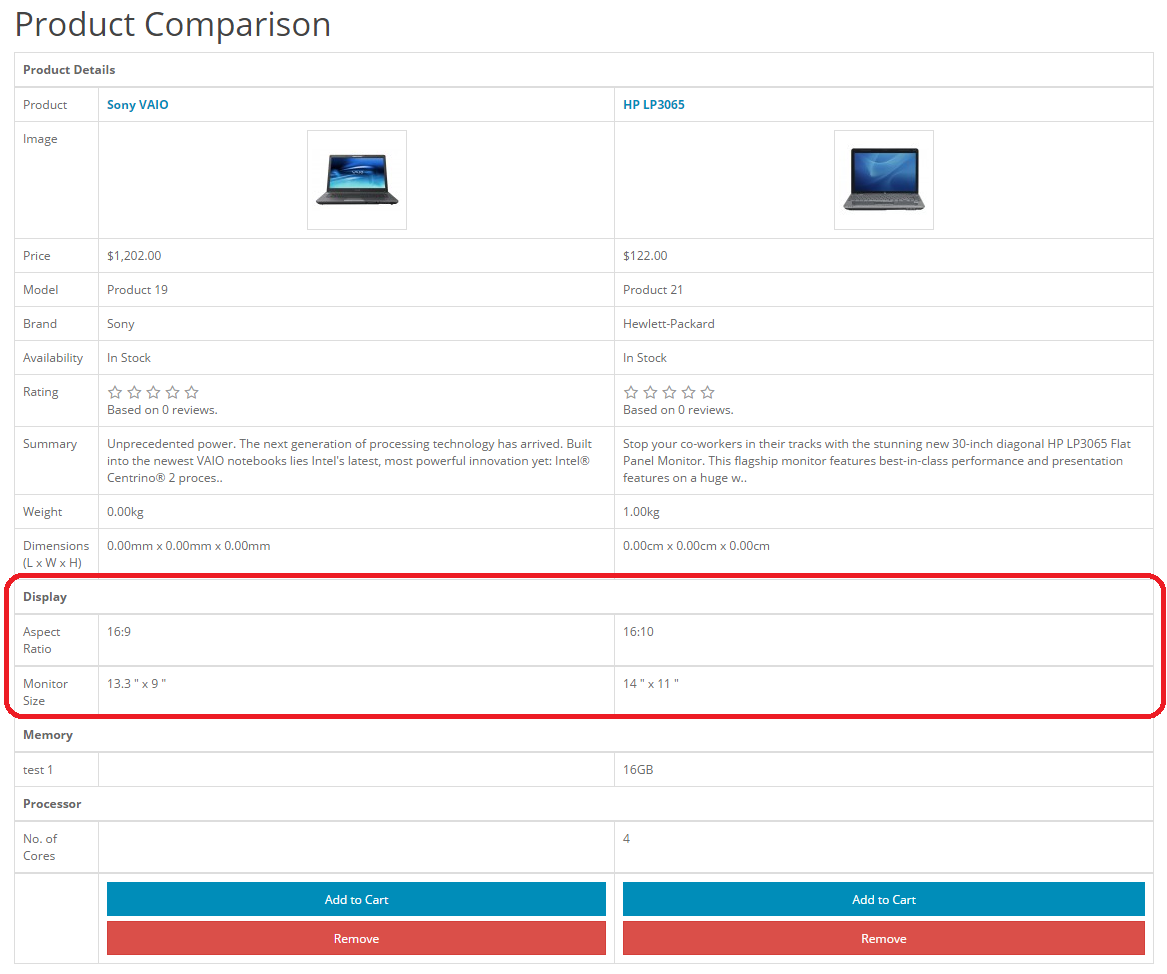 Product Comparison
Product Details
Product Sony VAIO HP LP3065
Image
Price $1,202.00 $122.00
Model Product 19 Product 21
Brand Sony Hewlett-Packard
Availability In Stock In Stock
Rating
Based on 0 reviews. Based on 0 reviews.
Summary Unprecedented power. The next generation of processing technology has arrived. Built Stop your co-workers in their tracks with the stunning new 30-inch diagonal HP LP3065 Flat
into the newest VAIO notebooks lies Intel's latest, most powerful innovation yet: Intel® Panel Monitor. This flagship monitor features best-in-class performance and presentation
Centrino® 2 proces.. features on a huge w..
Weight 0.00kg 1.00kg
Dimensions 0.00mm x 0.00mm x 0.00mm 0.00cm x 0.00cm x 0.00cm
(L x W x H)
Display
Aspect 16:9 16:10
Ratio
Monitor 13.3 " x 9 " 14 " x 11 "
Size
Memory
test 1 16GB
Processor
No. of 4
Cores
Add to Cart Add to Cart
Remove Remove